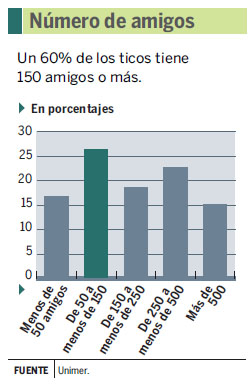 Número de amigos
Un 60% de los ticos tiene
150 amigos o más.
En porcentajes
30
25
20
15
10
5
0
Menos de
50 amigos
De 50 a
menos de 150
De 150 a
menos de 250
De 250 a
menos de 500
Más de
500
FUENTE Unimer.